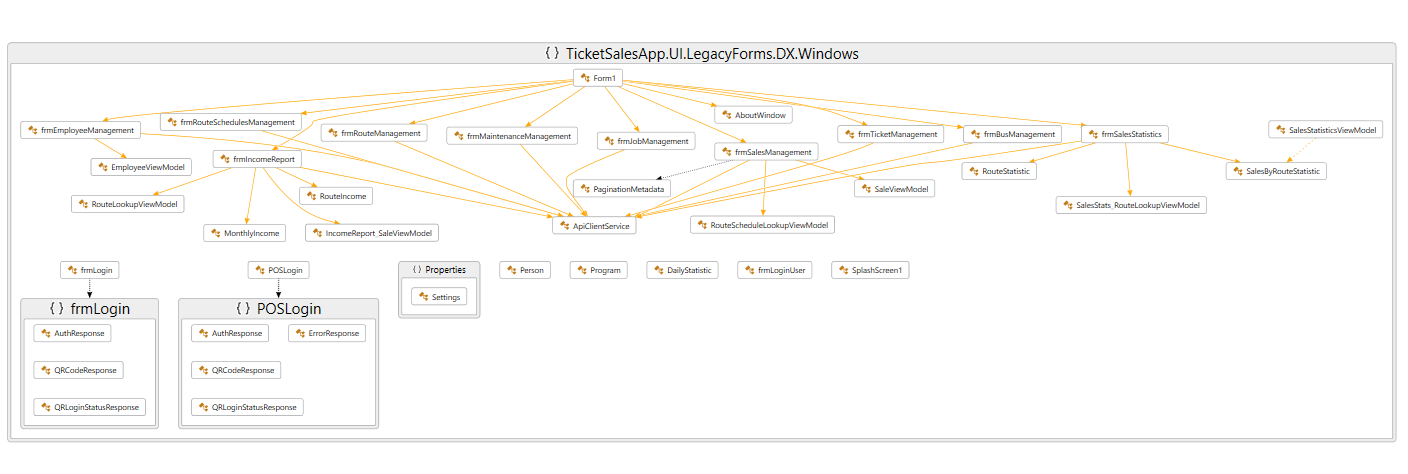 { } TicketSalesApp.UI.LegacyForms.DX.Windows
Form1
AboutWindow
frmEmployeeManagement
frmRouteSchedulesManagement
frmRouteManagement
frmMaintenanceManagement
frmJobManagement
frmTicketManagement
frmBusManagement
frmSalesStatistics
SalesStatisticsViewModel
frmIncomeReport
frmSalesManagement
EmployeeViewModel
RouteStatistic
SalesByRouteStatistic
PaginationMetadata
SaleViewModel
RouteLookupViewModel
RouteIncome
SalesStats_RouteLookupViewModel
MonthlyIncome
IncomeReport_SaleViewModel
ApiClientService
RouteScheduleLookupViewModel
frmLogin
POSLogin
{ } Properties
Person
Program
DailyStatistic
frmLoginUser
SplashScreen1
Settings
{ } frmLogin
AuthResponse
QRCodeResponse
QRLoginStatusResponse
{ } POSLogin
AuthResponse
ErrorResponse
QRCodeResponse
QRLoginStatusResponse